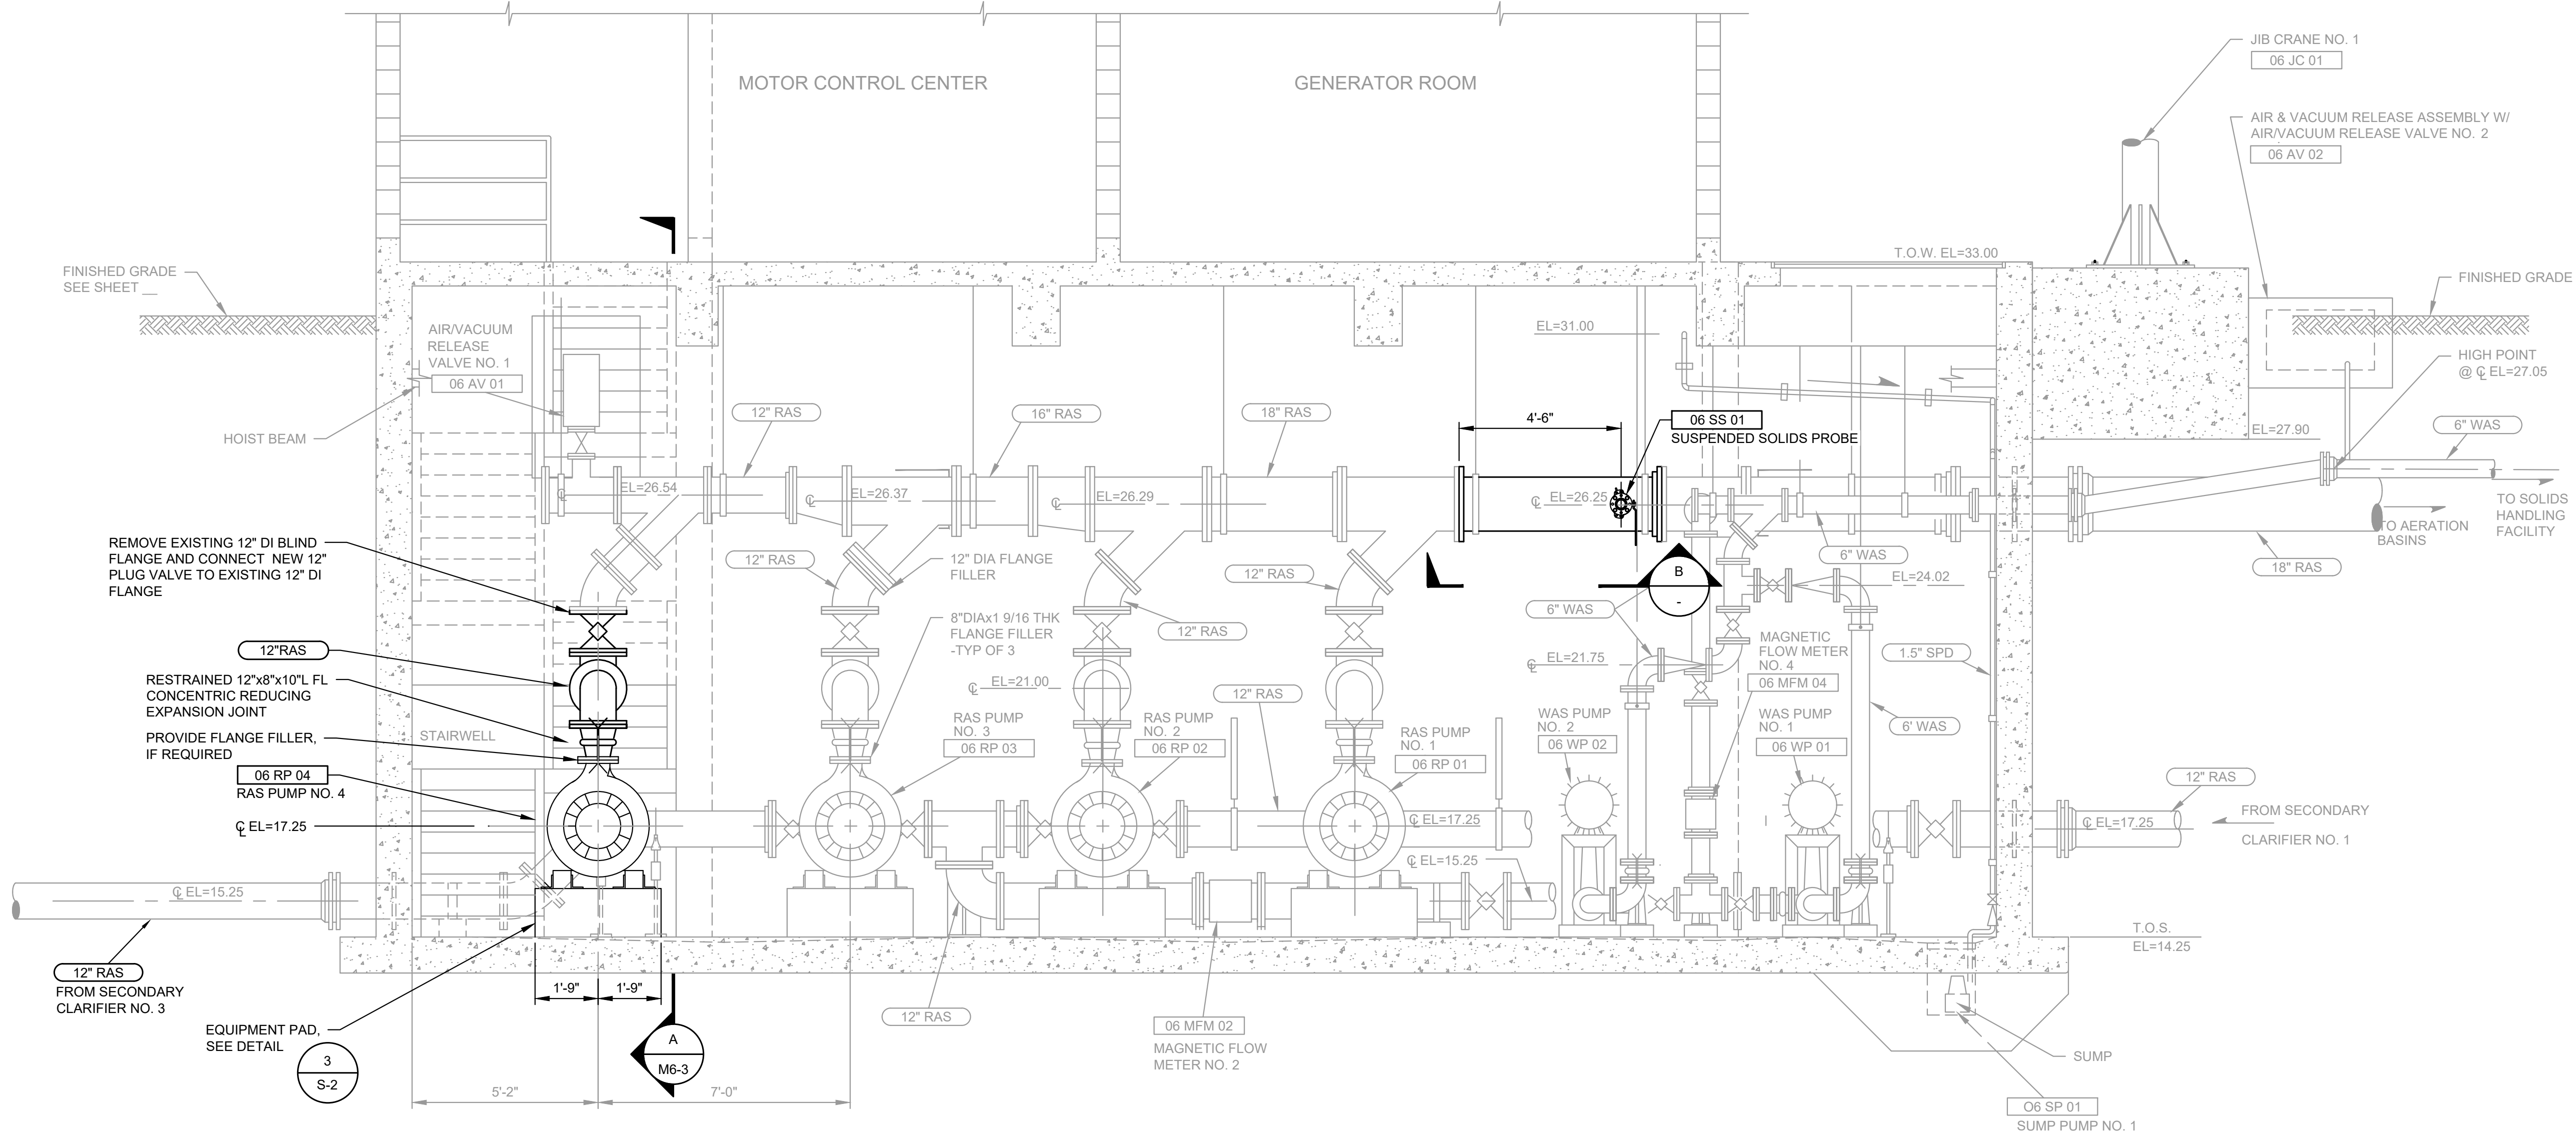 MOTOR CONTROL CENTER
GENERATOR ROOM
JIB CRANE NO. 1
06 JC 01
AIR & VACUUM RELEASE ASSEMBLY W/
AIR/VACUUM RELEASE VALVE NO. 2
06 AV 02
T.O.W. EL=33.00
FINISHED GRADE
SEE SHEET __
FINISHED GRADE
AIR/VACUUM
RELEASE
VALVE NO. 1
06 AV 01
EL=31.00
HIGH POINT
@ ℄ EL=27.05
HOIST BEAM
12" RAS
16" RAS
18" RAS
4'-6"
06 SS 01
SUSPENDED SOLIDS PROBE
EL=27.90
6" WAS
℄ EL=26.54
℄ EL=26.37
℄ EL=26.29
℄ EL=26.25
TO SOLIDS
HANDLING
FACILITY
TO AERATION
BASINS
REMOVE EXISTING 12" DI BLIND
FLANGE AND CONNECT NEW 12"
PLUG VALVE TO EXISTING 12" DI
FLANGE
12" RAS
12" DIA FLANGE
FILLER
12" RAS
6" WAS
18" RAS
B
-
EL=24.02
6" WAS
8"DIAx1 9/16 THK
FLANGE FILLER
-TYP OF 3
12" RAS
12"RAS
℄ EL=21.75
MAGNETIC
FLOW METER
NO. 4
06 MFM 04
1.5" SPD
RESTRAINED 12"x8"x10"L FL
CONCENTRIC REDUCING
EXPANSION JOINT
℄ EL=21.00
12" RAS
PROVIDE FLANGE FILLER,
IF REQUIRED
STAIRWELL
RAS PUMP
NO. 3
06 RP 03
RAS PUMP
NO. 2
06 RP 02
RAS PUMP
NO. 1
06 RP 01
WAS PUMP
NO. 2
06 WP 02
WAS PUMP
NO. 1
06 WP 01
6' WAS
06 RP 04
RAS PUMP NO. 4
12" RAS
FROM SECONDARY
CLARIFIER NO. 1
℄ EL=17.25
℄ EL=17.25
℄ EL=17.25
℄ EL=15.25
℄ EL=15.25
12" RAS
FROM SECONDARY
CLARIFIER NO. 3
T.O.S.
EL=14.25
1'-9"
1'-9"
12" RAS
06 MFM 02
MAGNETIC FLOW
METER NO. 2
EQUIPMENT PAD,
SEE DETAIL
3
S-2
A
M6-3
SUMP
5'-2"
7'-0"
O6 SP 01
SUMP PUMP NO. 1